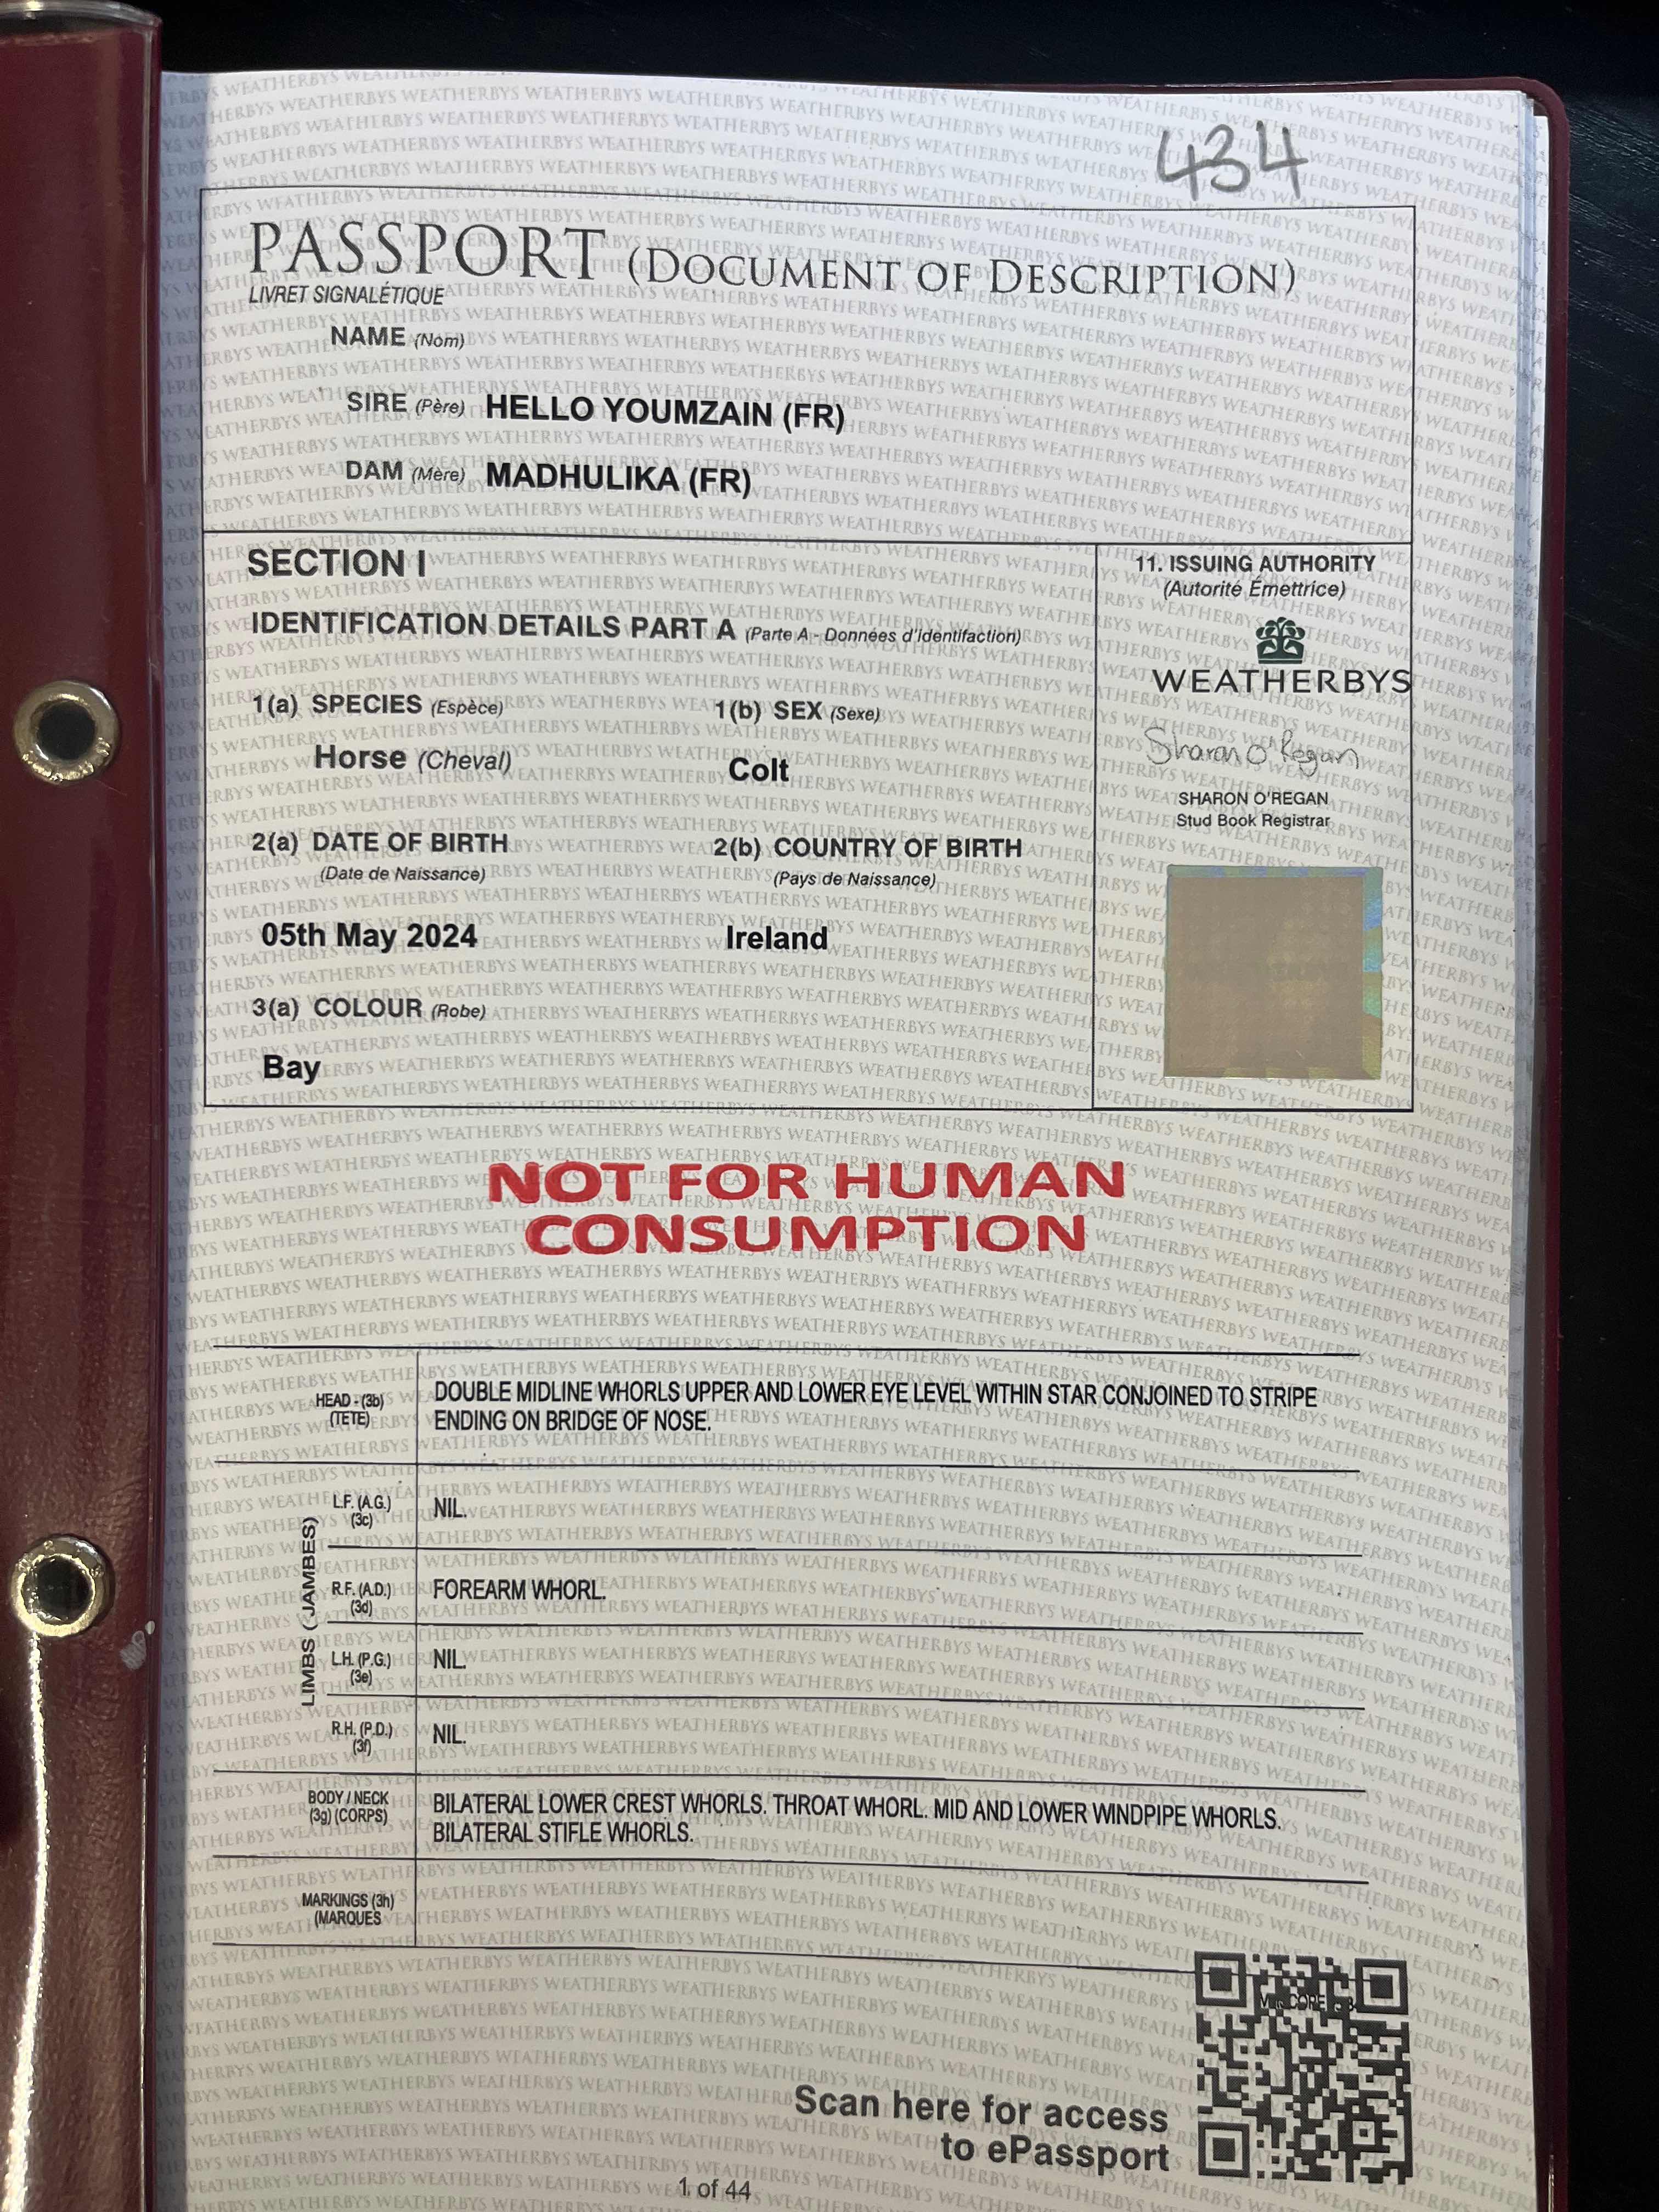 434
PASSPORT (DOCUMENT OF DESCRIPTION)
LIVRET SIGNALÉTIQUE
NAME (Nom)
SIRE (Père) HELLO YOUMZAIN (FR)
DAM (Mère) MADHULIKA (FR)
SECTION I
IDENTIFICATION DETAILS PART A (Partie A - Données d'identifaction)
1(a) SPECIES (Espèce)
Horse (Cheval)
1(b) SEX (Sexe)
Colt
2(a) DATE OF BIRTH
(Date de Naissance)
05th May 2024
2(b) COUNTRY OF BIRTH
(Pays de Naissance)
Ireland
3(a) COLOUR (Robe)
Bay
11. ISSUING AUTHORITY
(Autorité Émettrice)
WEATHERBYS
Sharon O'Regan
SHARON O'REGAN
Stud Book Registrar
NOT FOR HUMAN
CONSUMPTION
HEAD - (3b)
(TETE)
DOUBLE MIDLINE WHORLS UPPER AND LOWER EYE LEVEL WITHIN STAR CONJOINED TO STRIPE
ENDING ON BRIDGE OF NOSE.
LIMBS (JAMBES)
L.F. (A.G.)
(3c)
NIL.
R.F. (A.D.)
(3d)
FOREARM WHORL.
L.H. (P.G.)
(3e)
NIL.
R.H. (P.D.)
(3f)
NIL.
BODY / NECK
(3g) (CORPS)
BILATERAL LOWER CREST WHORLS. THROAT WHORL. MID AND LOWER WINDPIPE WHORLS.
BILATERAL STIFLE WHORLS.
MARKINGS (3h)
(MARQUES
Scan here for access
to ePassport
1 of 44